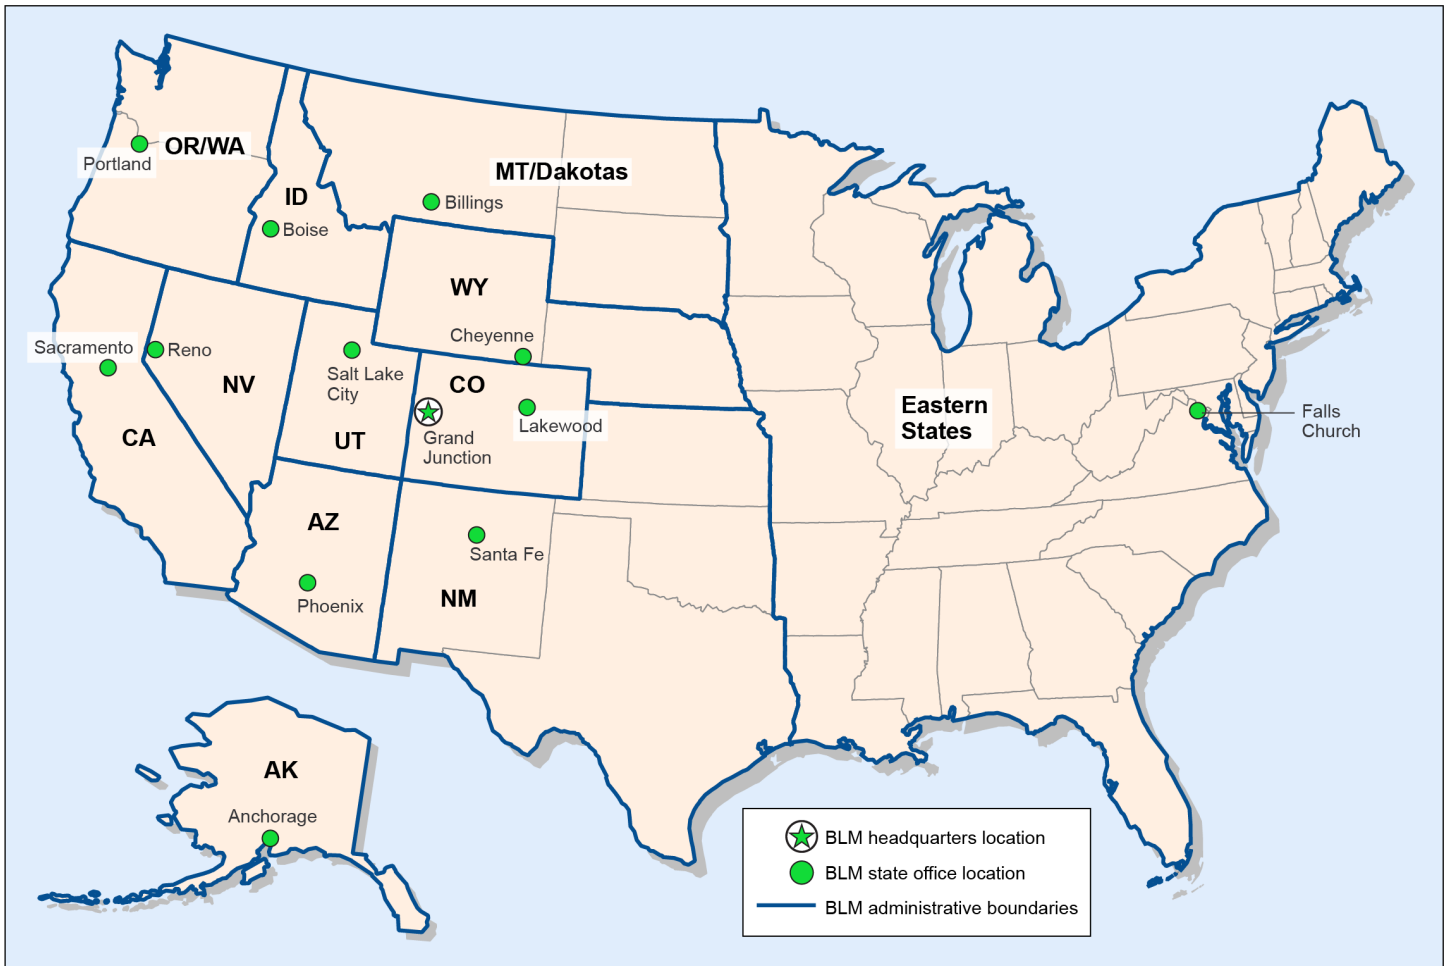 OR/WA
Portland
MT/Dakotas
ID
Billings
Boise
WY
Cheyenne
Sacramento
Reno
Salt Lake
City
NV
CO
Lakewood
Grand
Junction
CA
UT
Eastern
States
Falls
Church
AZ
Santa Fe
Phoenix
NM
AK
Anchorage
BLM headquarters location
BLM state office location
BLM administrative boundaries